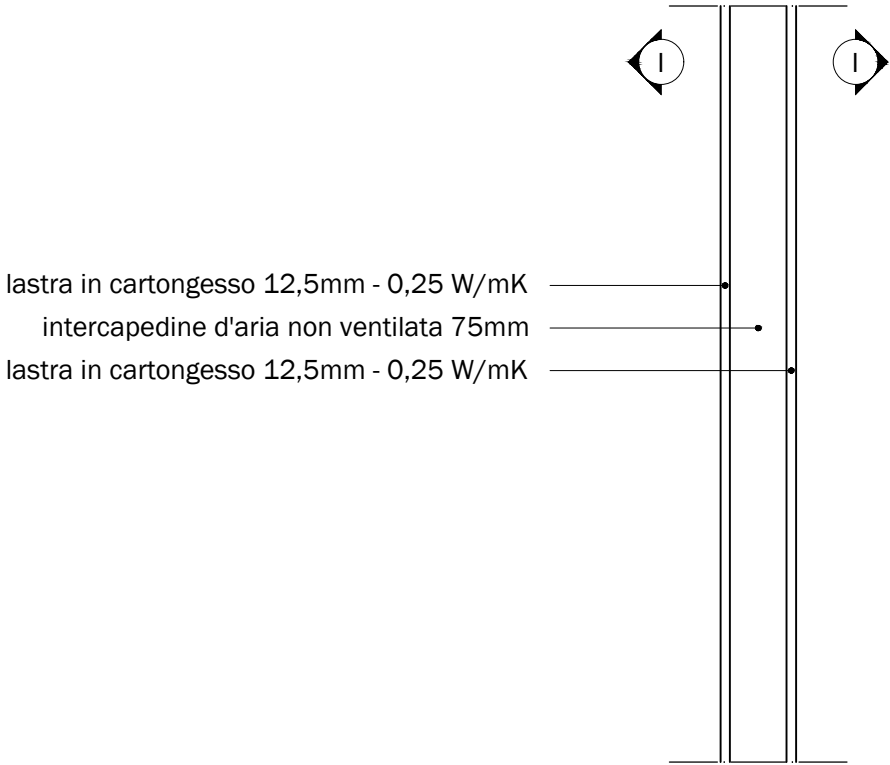 I I
lastra in cartongesso 12,5mm - 0,25 W/mK
intercapedine d'aria non ventilata 75mm
lastra in cartongesso 12,5mm - 0,25 W/mK